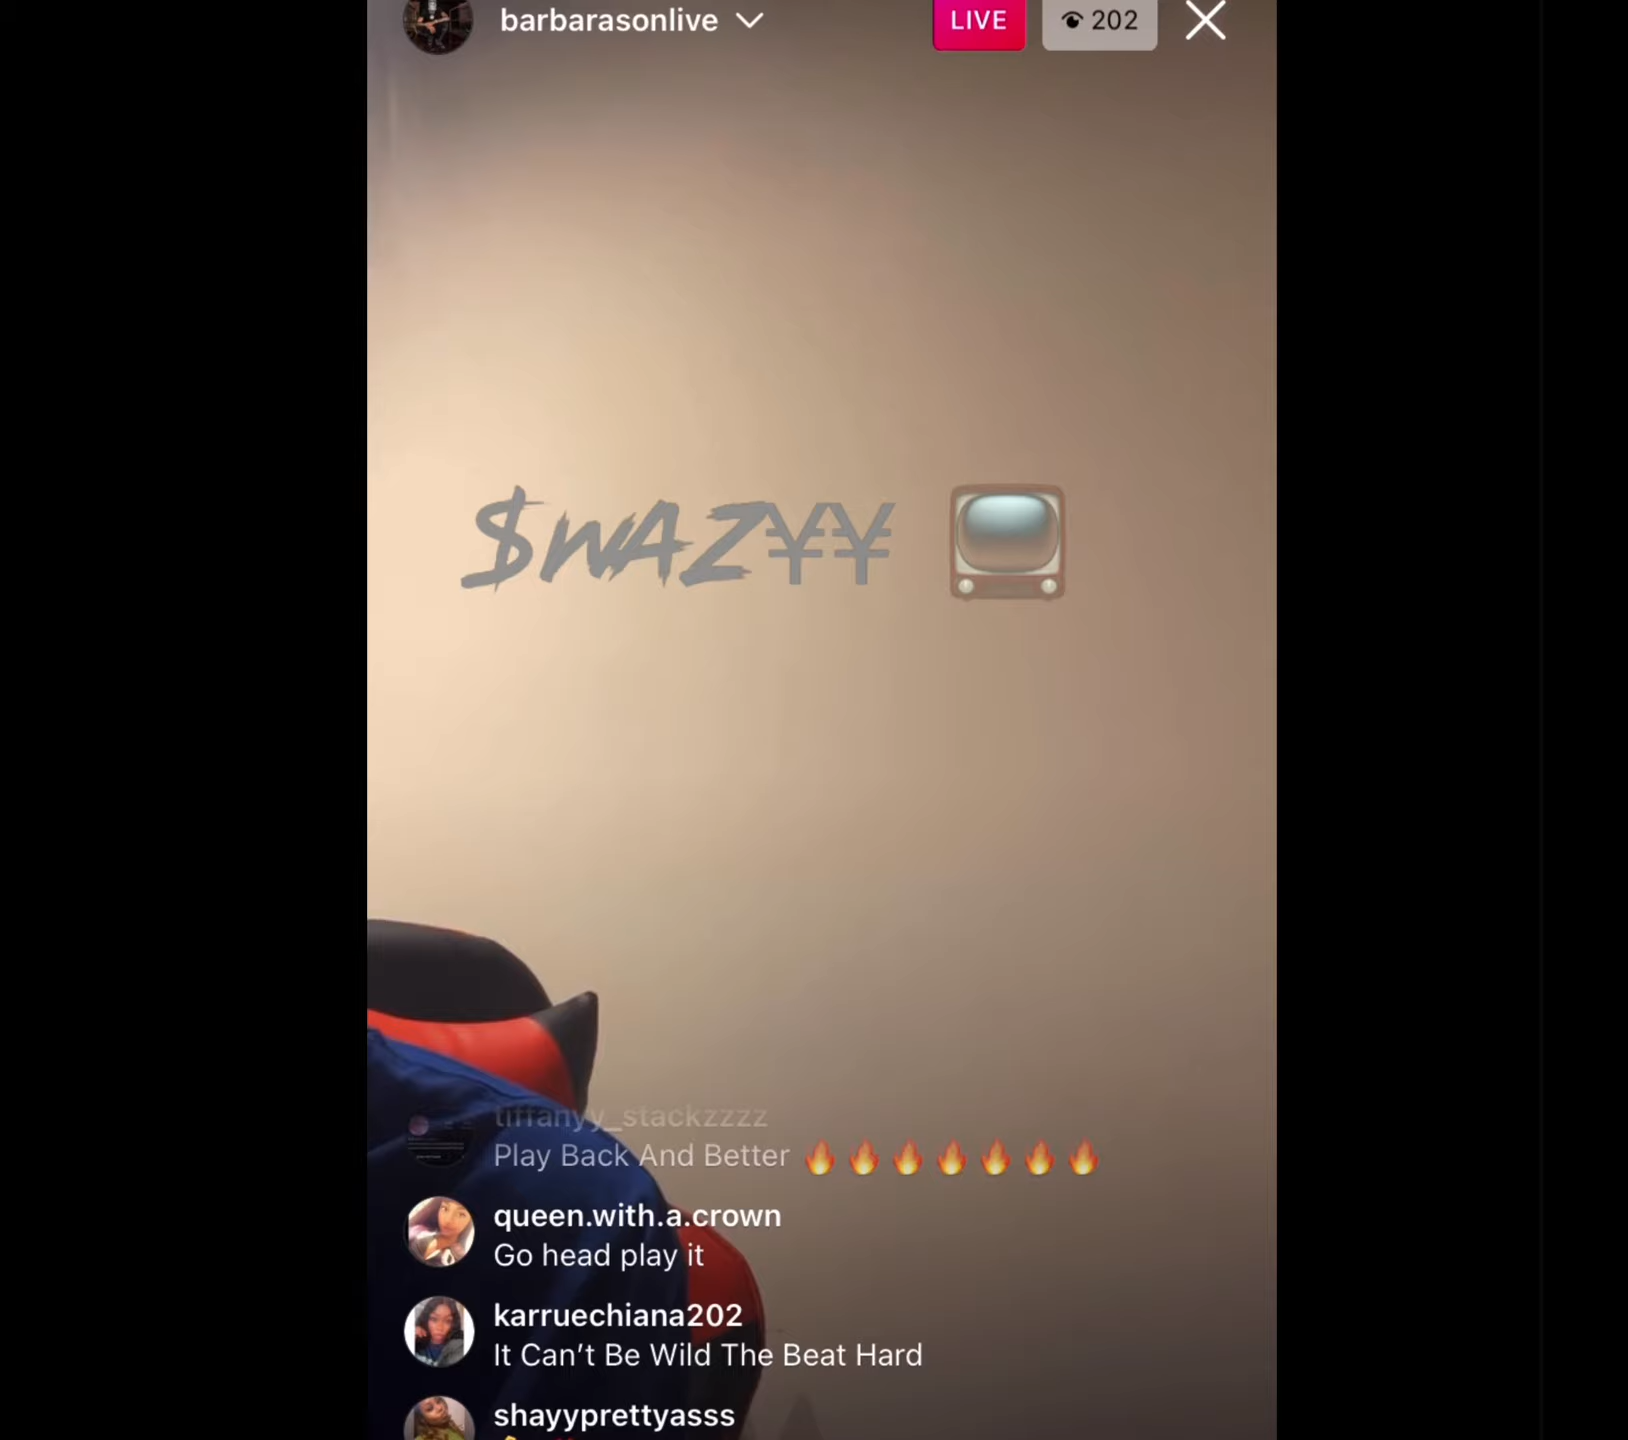 barbarasonlive
LIVE
202
$WAZ¥¥
tiffanyy_stackzzzz
Play Back And Better 🔥🔥🔥🔥🔥🔥🔥
queen.with.a.crown
Go head play it
karruechiana202
It Can’t Be Wild The Beat Hard
shayyprettyasss